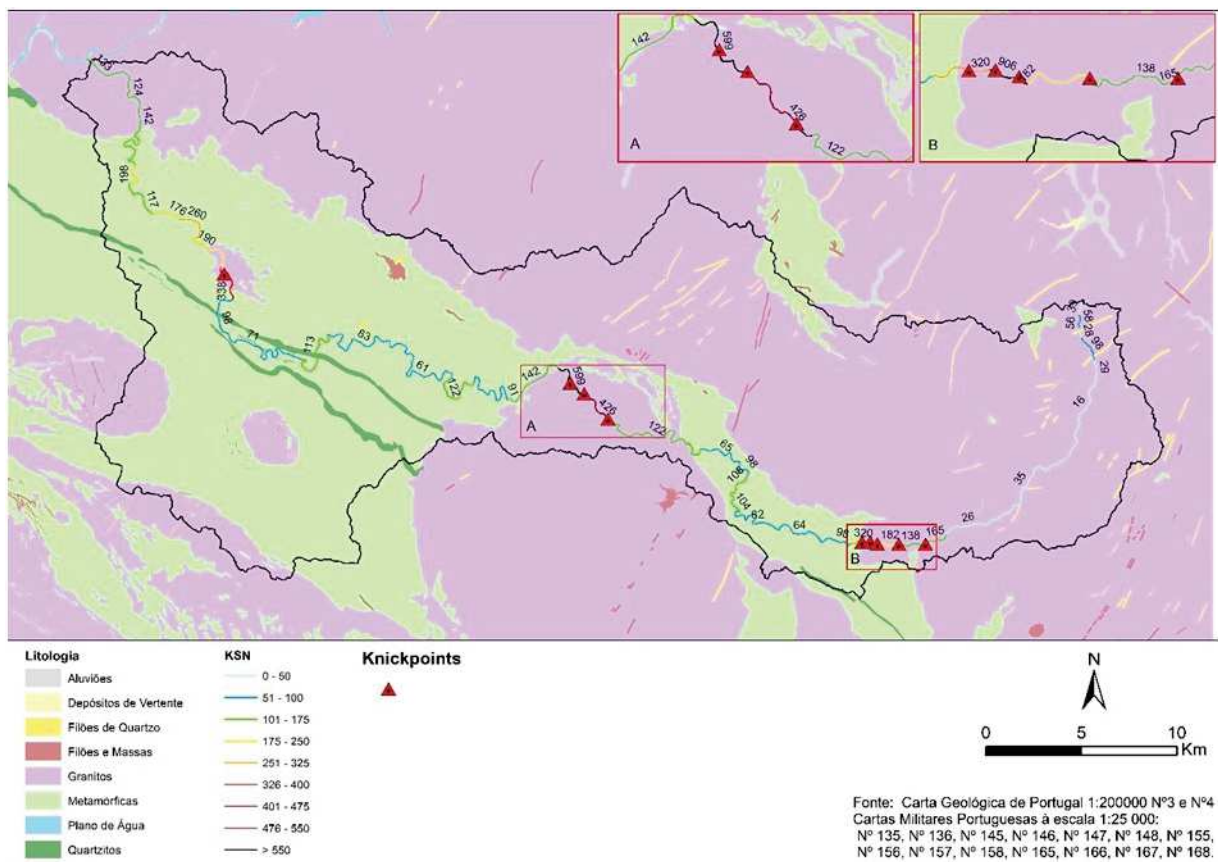 142
599
426
122
A
320
906
82
138
165
B
133
124
142
198
117
176
260
190
338
96
71
113
63
61
122
91
142
599
426
122
A
65
98
106
104
62
64
98
320
182
138
165
B
26
35
16
29
98
28
58
56
Litologia
Aluviões
Depósitos de Vertente
Filões de Quartzo
Filões e Massas
Granitos
Metamórficas
Plano de Água
Quartzitos
KSN
0 - 50
51 - 100
101 - 175
175 - 250
251 - 325
326 - 400
401 - 475
476 - 550
> 550
Knickpoints
N
0 5 10
Km
Fonte: Carta Geológica de Portugal 1:200000 Nº3 e Nº4
Cartas Militares Portuguesas à escala 1:25 000:
Nº 135, Nº 136, Nº 145, Nº 146, Nº 147, Nº 148, Nº 155,
Nº 156, Nº 157, Nº 158, Nº 165, Nº 166, Nº 167, Nº 168.